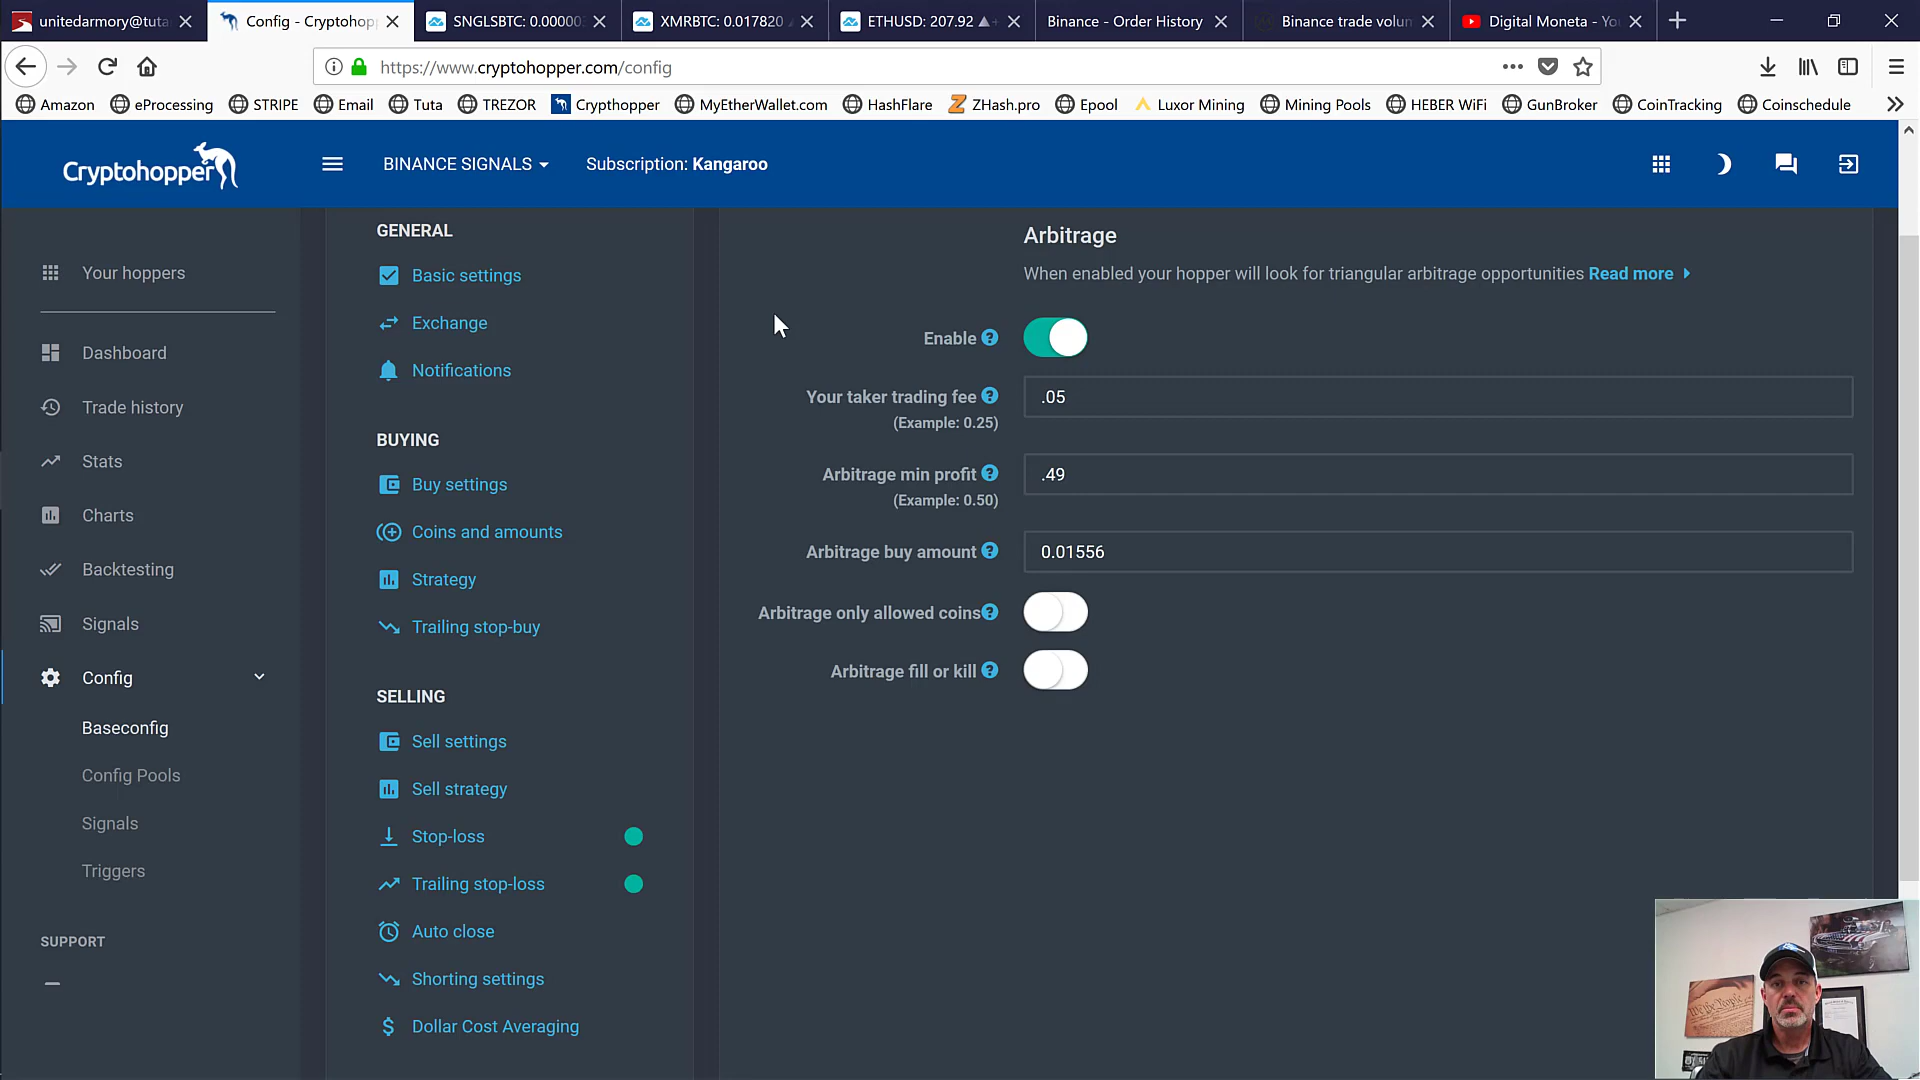 unitedarmory@tuta
Config - Cryptohopp
SNGLSBTC: 0.000003
XMRBTC: 0.017820
ETHUSD: 207.92
Binance - Order History
Binance trade volum
Digital Moneta - Yo
https://www.cryptohopper.com/config
Amazon
eProcessing
STRIPE
Email
Tuta
TREZOR
Crypthopper
MyEtherWallet.com
HashFlare
ZHash.pro
Epool
Luxor Mining
Mining Pools
HEBER WiFi
GunBroker
CoinTracking
Coinschedule
Cryptohopper
BINANCE SIGNALS
Subscription: Kangaroo
Your hoppers
Dashboard
Trade history
Stats
Charts
Backtesting
Signals
Config
Baseconfig
Config Pools
Signals
Triggers
SUPPORT
GENERAL
Basic settings
Exchange
Notifications
BUYING
Buy settings
Coins and amounts
Strategy
Trailing stop-buy
SELLING
Sell settings
Sell strategy
Stop-loss
Trailing stop-loss
Auto close
Shorting settings
Dollar Cost Averaging
Arbitrage
When enabled your hopper will look for triangular arbitrage opportunities Read more
Enable
Your taker trading fee
(Example: 0.25)
.05
Arbitrage min profit
(Example: 0.50)
.49
Arbitrage buy amount
0.01556
Arbitrage only allowed coins
Arbitrage fill or kill
We the People